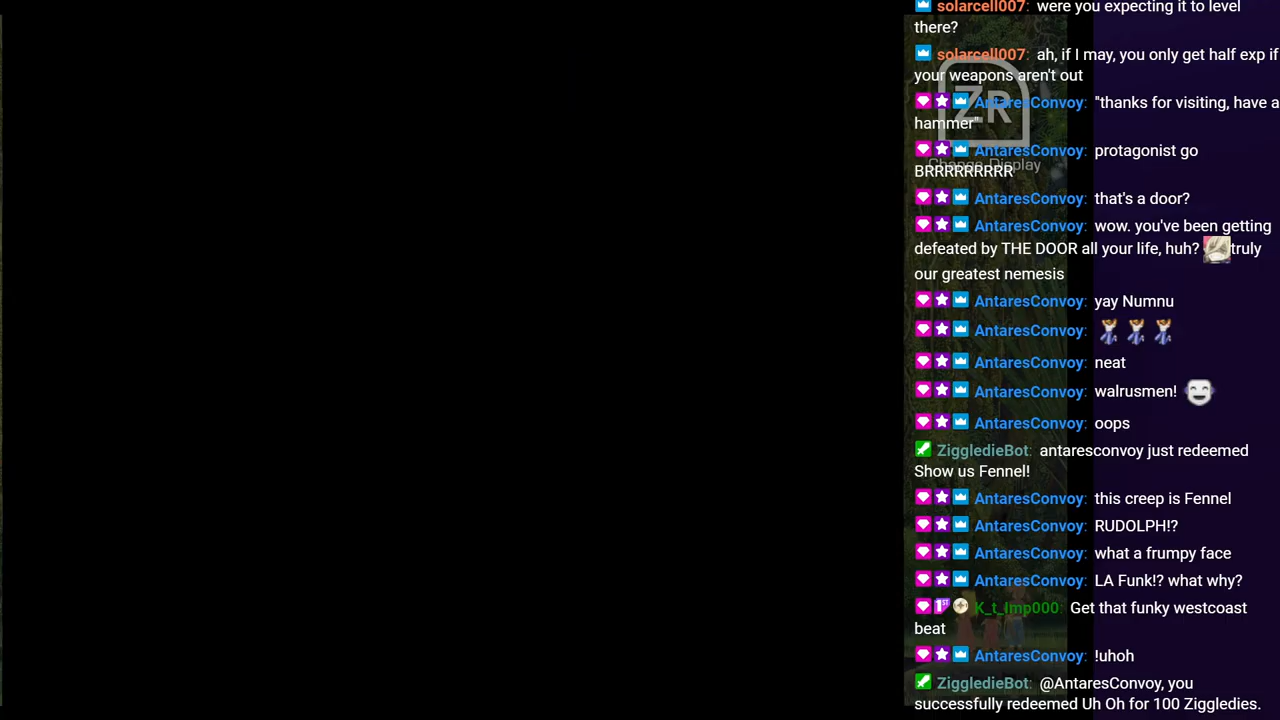 solarcell007: were you expecting it to level
there?
solarcell007: ah, if I may, you only get half exp if
your weapons aren't out
ZR
AntaresConvoy: "thanks for visiting, have a
hammer"
AntaresConvoy: protagonist go
Change Display
BRRRRRRRRR
AntaresConvoy: that's a door?
AntaresConvoy: wow. you've been getting
defeated by THE DOOR all your life, huh? truly
our greatest nemesis
AntaresConvoy: yay Numnu
AntaresConvoy:
AntaresConvoy: neat
AntaresConvoy: walrusmen!
AntaresConvoy: oops
ZiggledieBot: antaresconvoy just redeemed
Show us Fennel!
AntaresConvoy: this creep is Fennel
AntaresConvoy: RUDOLPH!?
AntaresConvoy: what a frumpy face
AntaresConvoy: LA Funk!? what why?
1ST K_t_Imp000: Get that funky westcoast
beat
AntaresConvoy: !uhoh
ZiggledieBot: @AntaresConvoy, you
successfully redeemed Uh Oh for 100 Ziggledies.